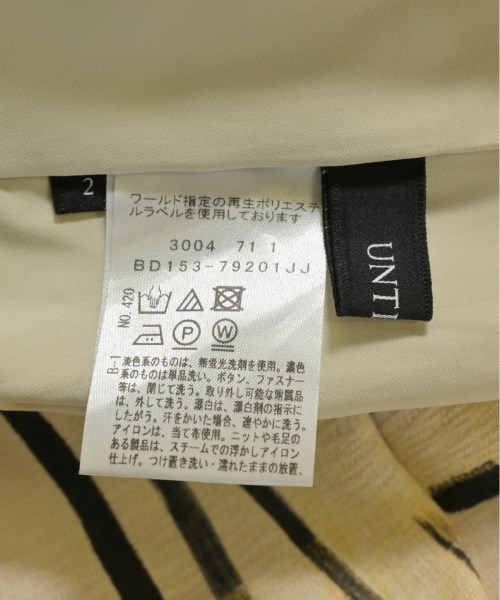 2
ワールド指定の再生ポリエステ
ルラベルを使用しております
3004 71 1
BD153-79201JJ
NO.420
P
W
B-1
淡色系のものは、無蛍光洗剤を使用。濃色
系のものは単品洗い。ボタン、ファスナー
等は、閉じて洗う。取り外し可能な附属品
は、外して洗う。漂白は、漂白剤の指示に
したがう。汗をかいた場合、速やかに洗う。
アイロンは、当て布使用。ニットや毛足の
ある製品は、スチームでの浮かしアイロン
仕上げ。つけ置き洗い・濡れたままの放置、
UNTI